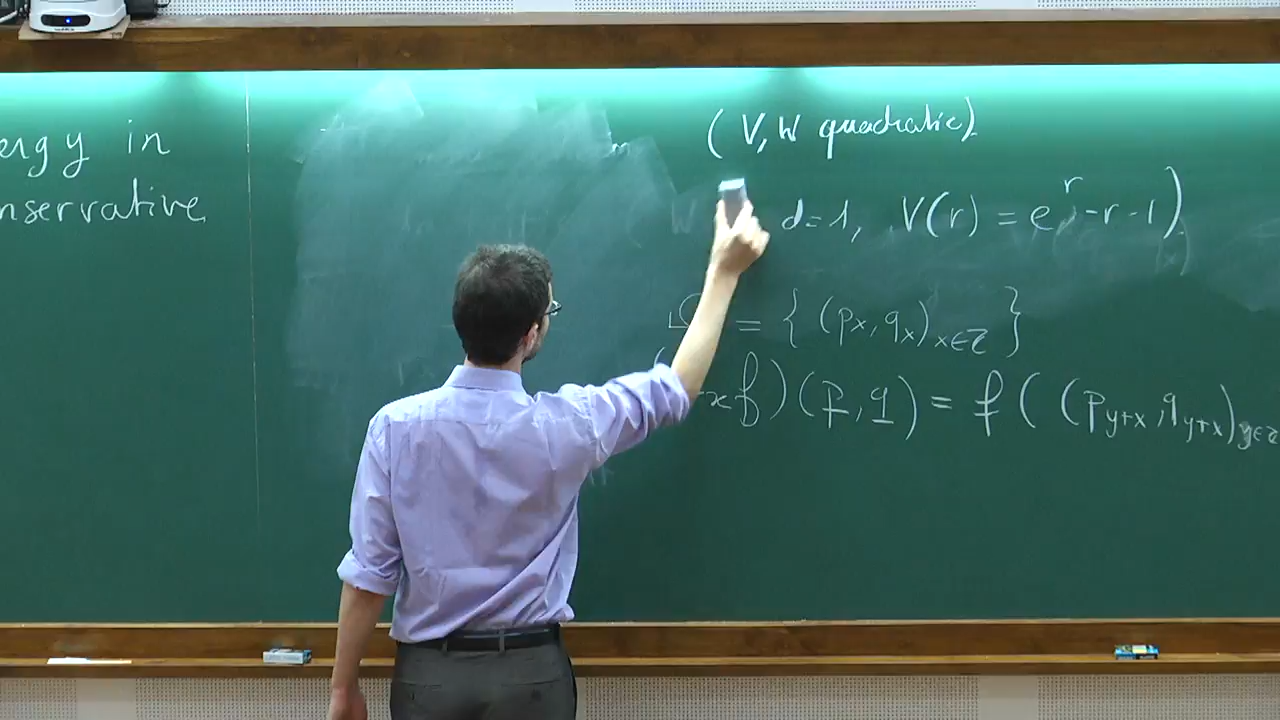 ergy in
nservative
(V, W quadratic)
d=1, V(r) = e^r - r - 1)
Ω = { (p_x, q_x)_{x∈ℤ} }
x f)(p, q) = f( (p_{y+x}, q_{y+x})_{y∈ℤ}